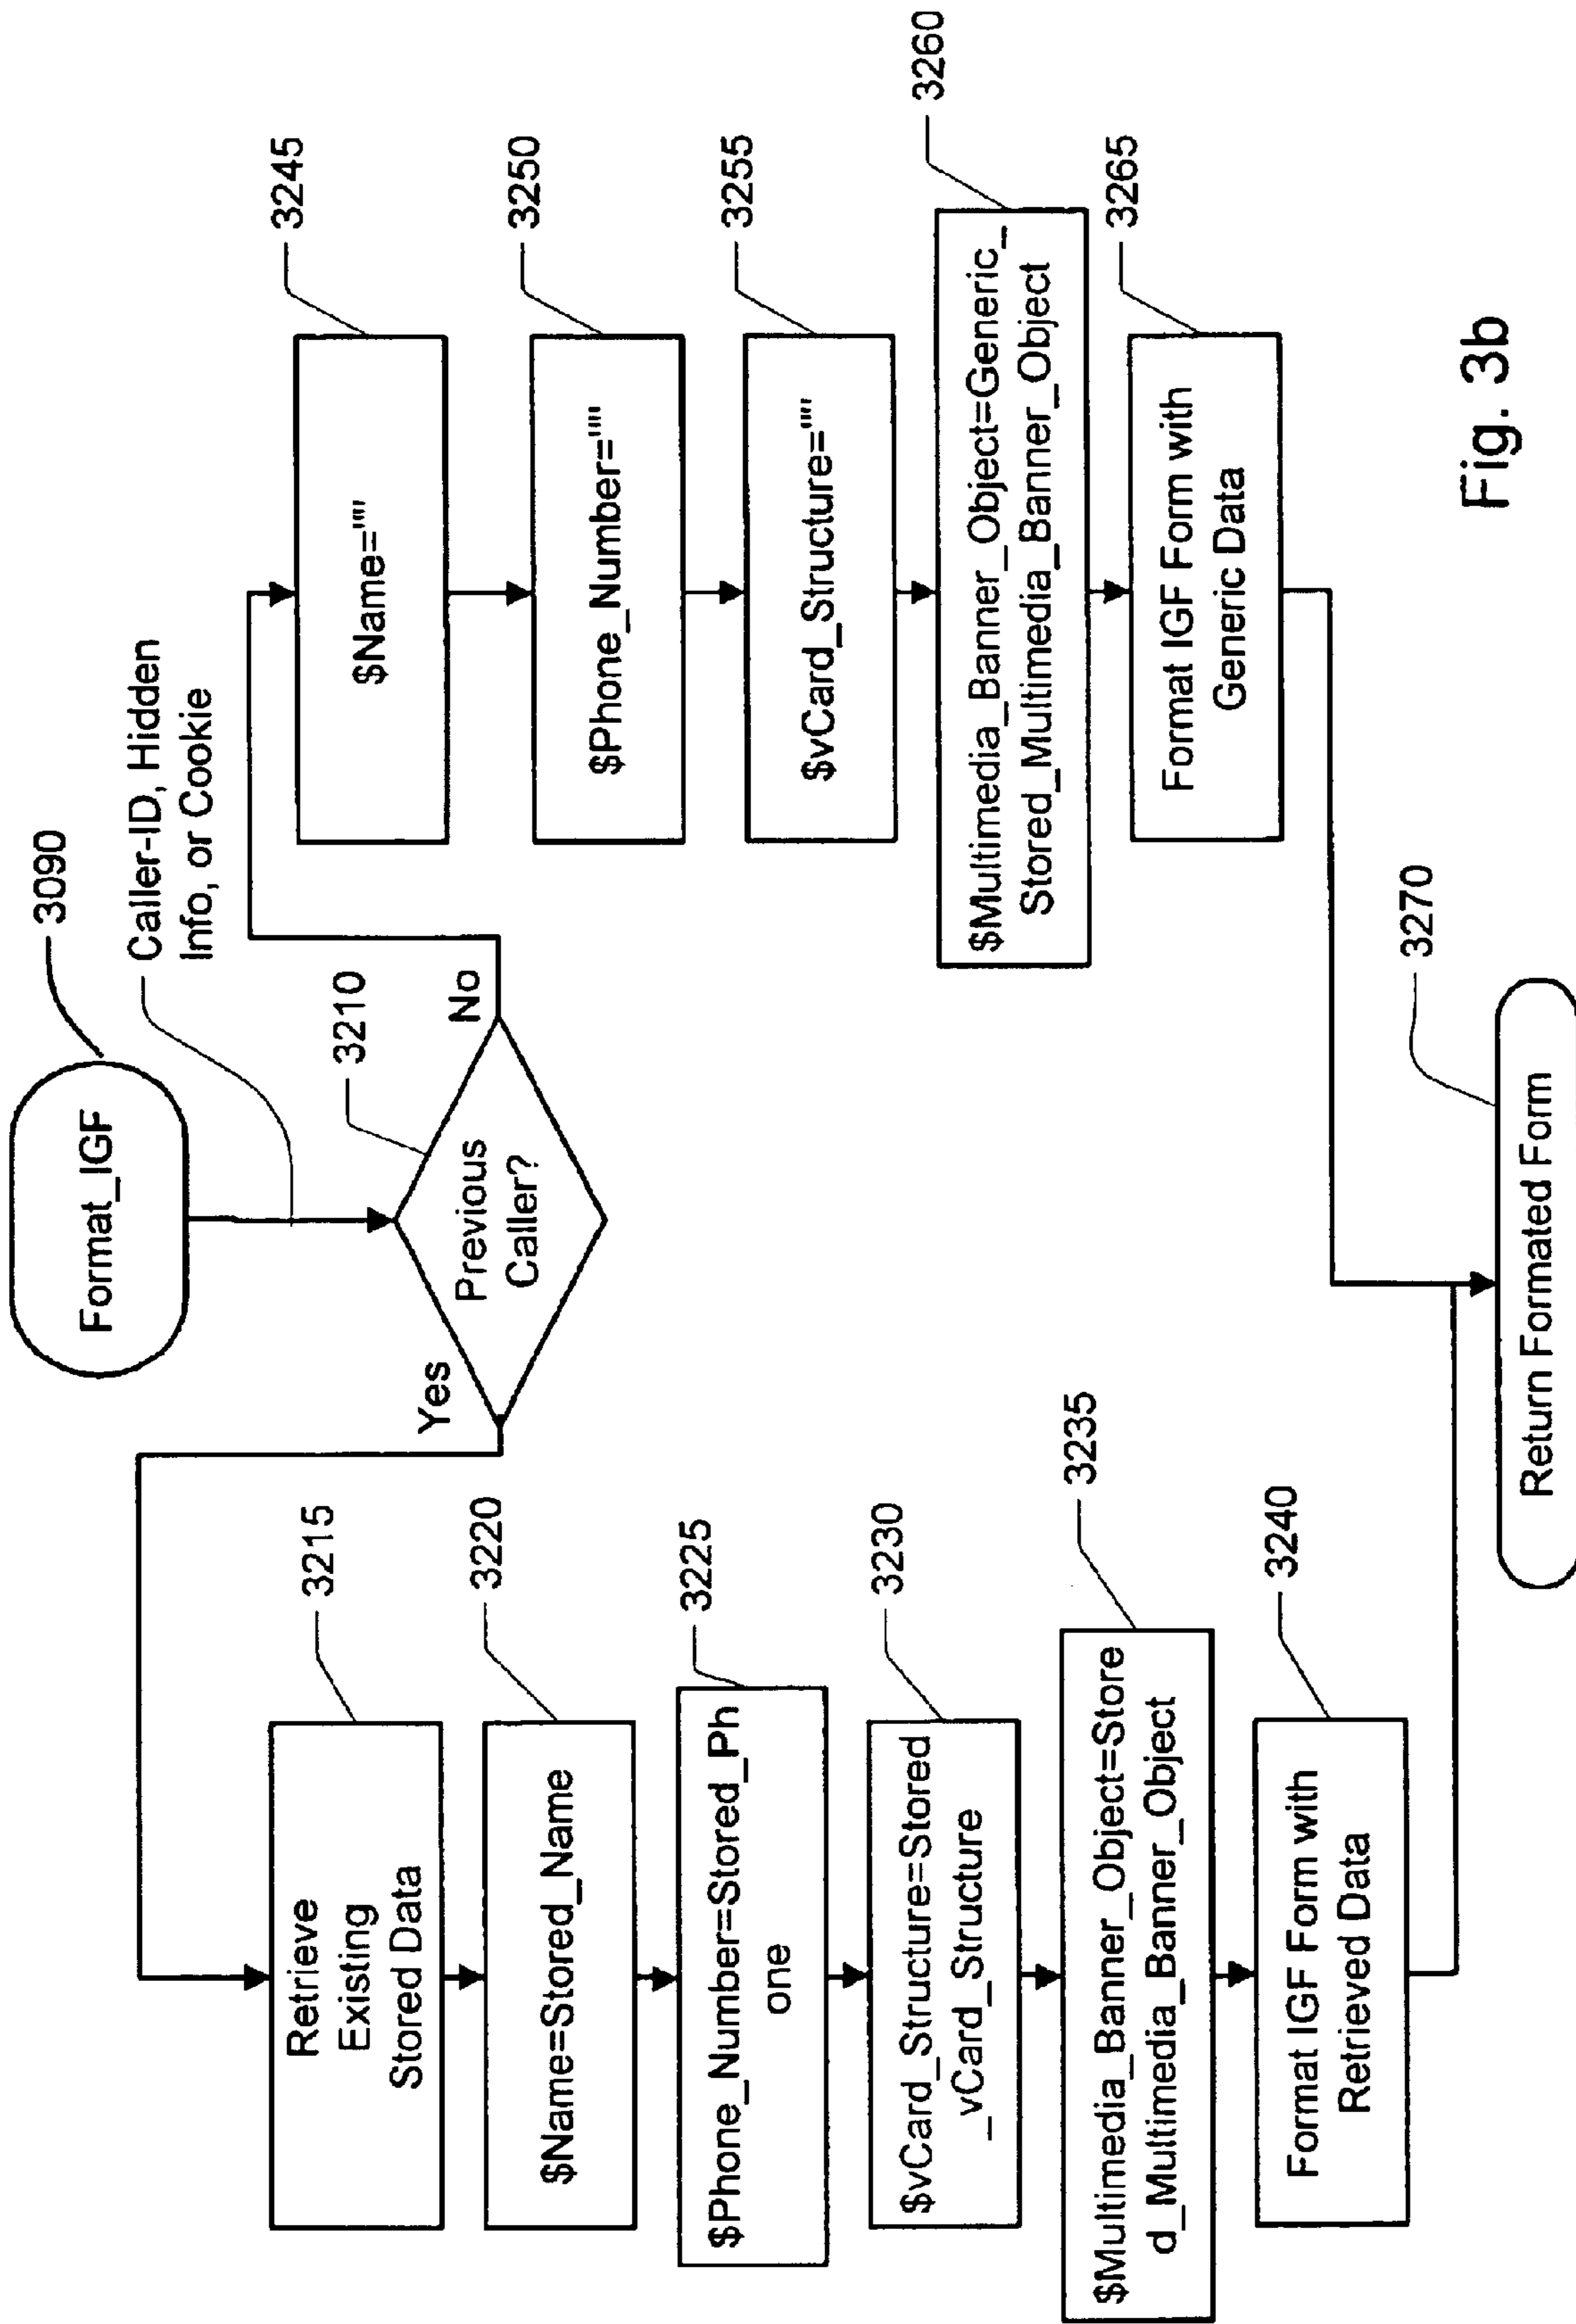 Format_IGF
3090
Caller-ID, Hidden
Info, or Cookie
Previous
Caller?
3210
Yes
No
Retrieve
Existing
Stored Data
3215
$Name=Stored_Name
3220
$Phone_Number=Stored_Ph
one
3225
$vCard_Structure=Stored
_vCard_Structure
3230
$Multimedia_Banner_Object=Store
d_Multimedia_Banner_Object
3235
Format IGF Form with
Retrieved Data
3240
$Name=""
3245
$Phone_Number=""
3250
$vCard_Structure=""
3255
$Multimedia_Banner_Object=Generic_
Stored_Multimedia_Banner_Object
3260
Format IGF Form with
Generic Data
3265
Return Formated Form
3270
Fig. 3b